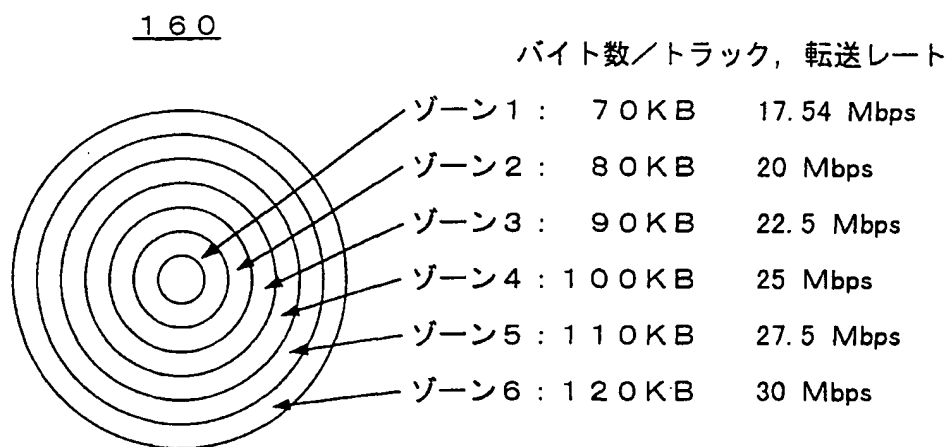 １６０
バイト数／トラック，転送レート
ゾーン１：　７０ＫＢ　17.54 Mbps
ゾーン２：　８０ＫＢ　20 Mbps
ゾーン３：　９０ＫＢ　22.5 Mbps
ゾーン４：１００ＫＢ　25 Mbps
ゾーン５：１１０ＫＢ　27.5 Mbps
ゾーン６：１２０ＫＢ　30 Mbps